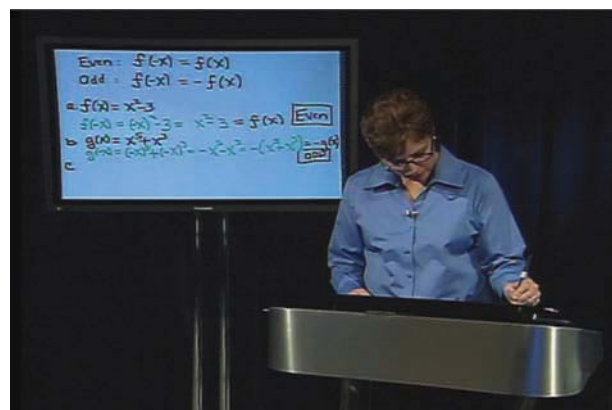 Even: f(-x) = f(x)
Odd: f(-x) = -f(x)
a f(x) = x²-3
f(-x) = (-x)²-3 = x²-3 = f(x) Even
b g(x) = x⁵+x³
g(-x) = (-x)⁵+(-x)³ = -x⁵-x³ = -(x⁵+x³) = -g(x)
odd
c